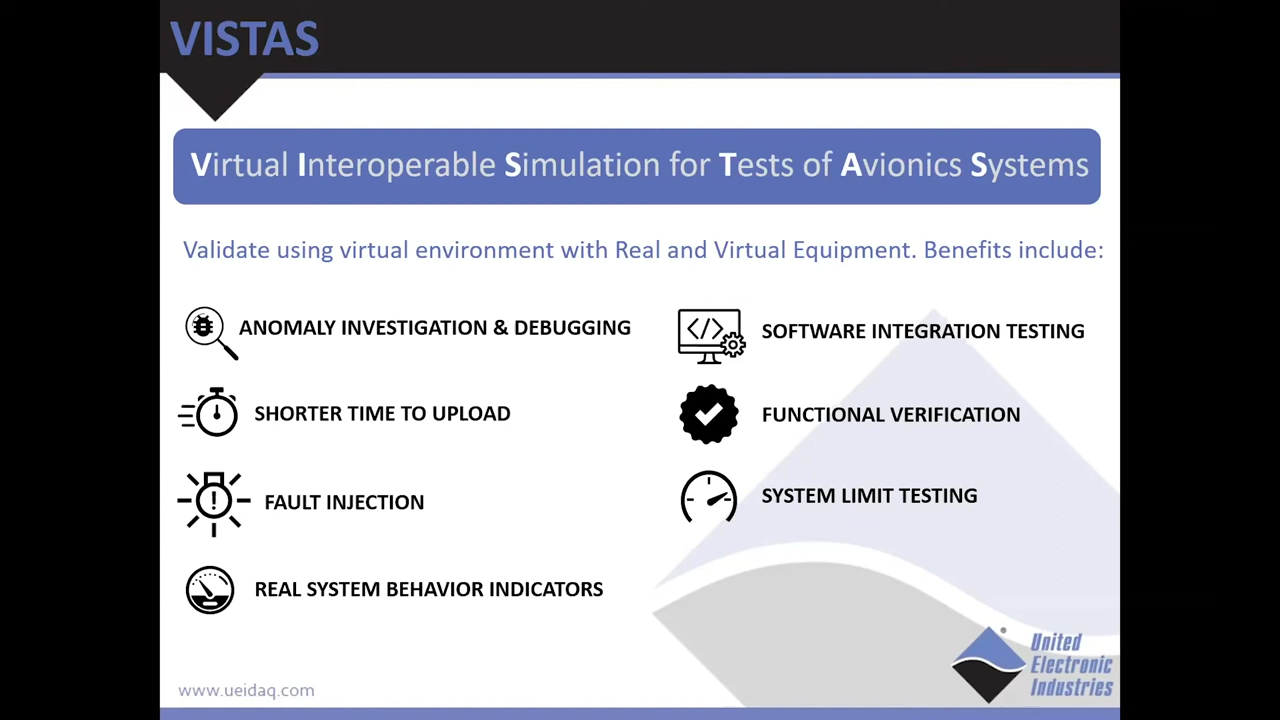 VISTAS
Virtual Interoperable Simulation for Tests of Avionics Systems
Validate using virtual environment with Real and Virtual Equipment. Benefits include:
ANOMALY INVESTIGATION & DEBUGGING
SHORTER TIME TO UPLOAD
FAULT INJECTION
REAL SYSTEM BEHAVIOR INDICATORS
</>
SOFTWARE INTEGRATION TESTING
FUNCTIONAL VERIFICATION
SYSTEM LIMIT TESTING
www.ueidaq.com
®
United
Electronic
Industries